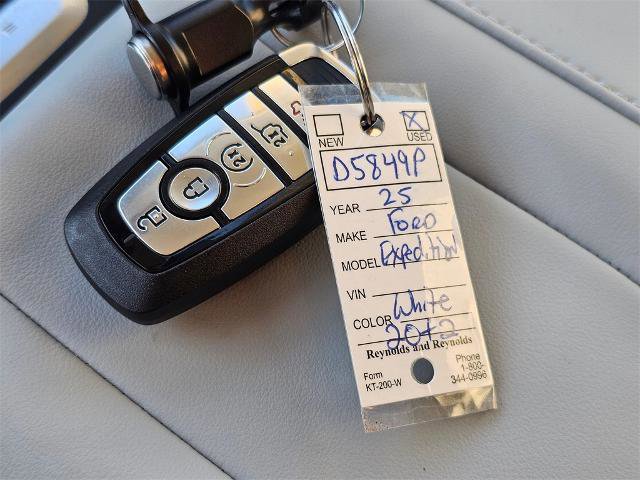 NEW USED
D5849P
YEAR 25
MAKE Ford
MODEL Expedition
VIN
COLOR White
2042
Reynolds and Reynolds
Form
KT-200-W
Phone
1-800-
344-0996